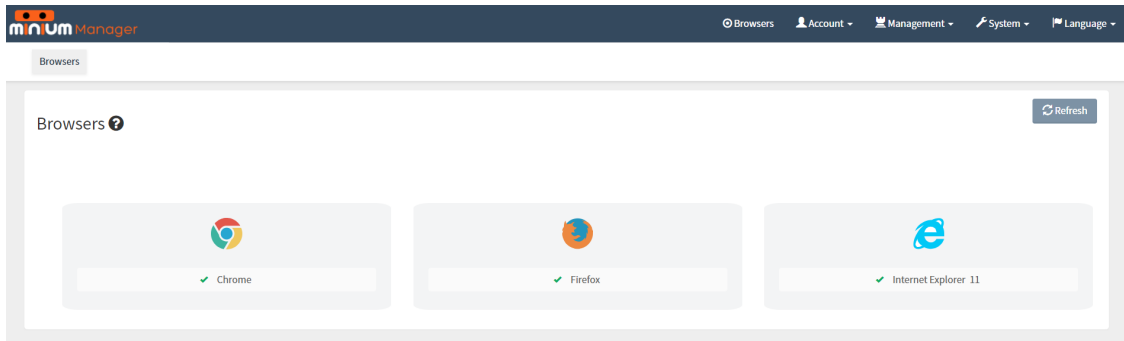 minium Manager
Browsers Account Management System Language
Browsers
Refresh
Browsers
Chrome Firefox Internet Explorer 11